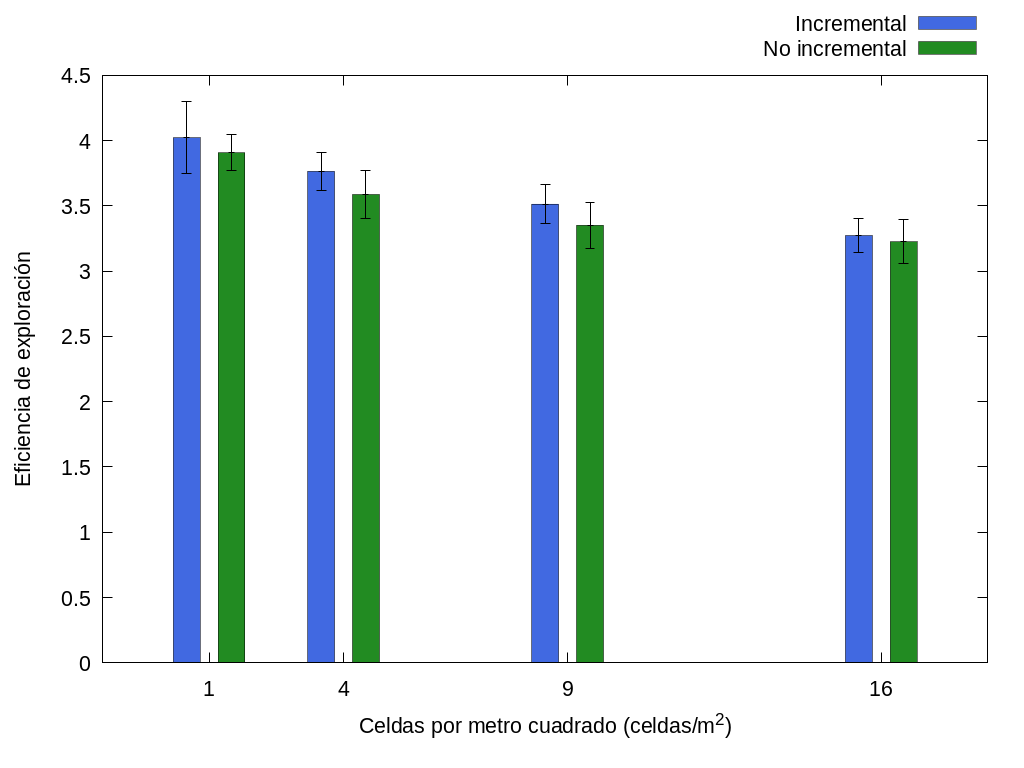 Incremental
No incremental
4.5
4
3.5
3
2.5
2
1.5
1
0.5
0
Eficiencia de exploración
1 4 9 16
Celdas por metro cuadrado (celdas/m²)